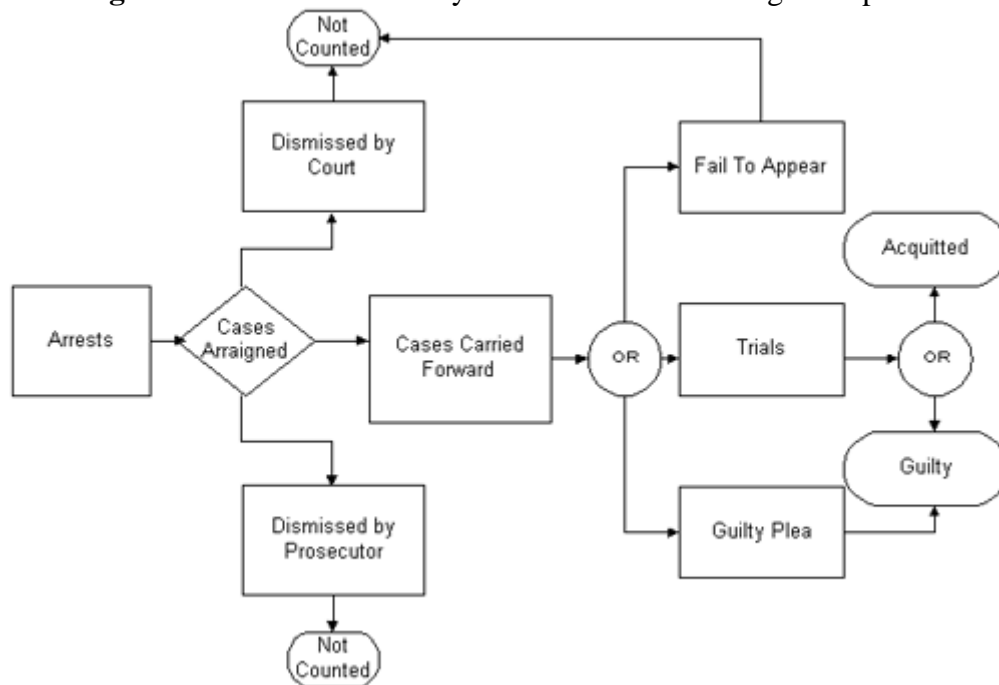 Not
Counted
Dismissed by
Court
Fail To Appear
Acquitted
Arrests
Cases
Arraigned
Cases Carried
Forward
OR
Trials
OR
Guilty
Dismissed by
Prosecutor
Guilty Plea
Not
Counted